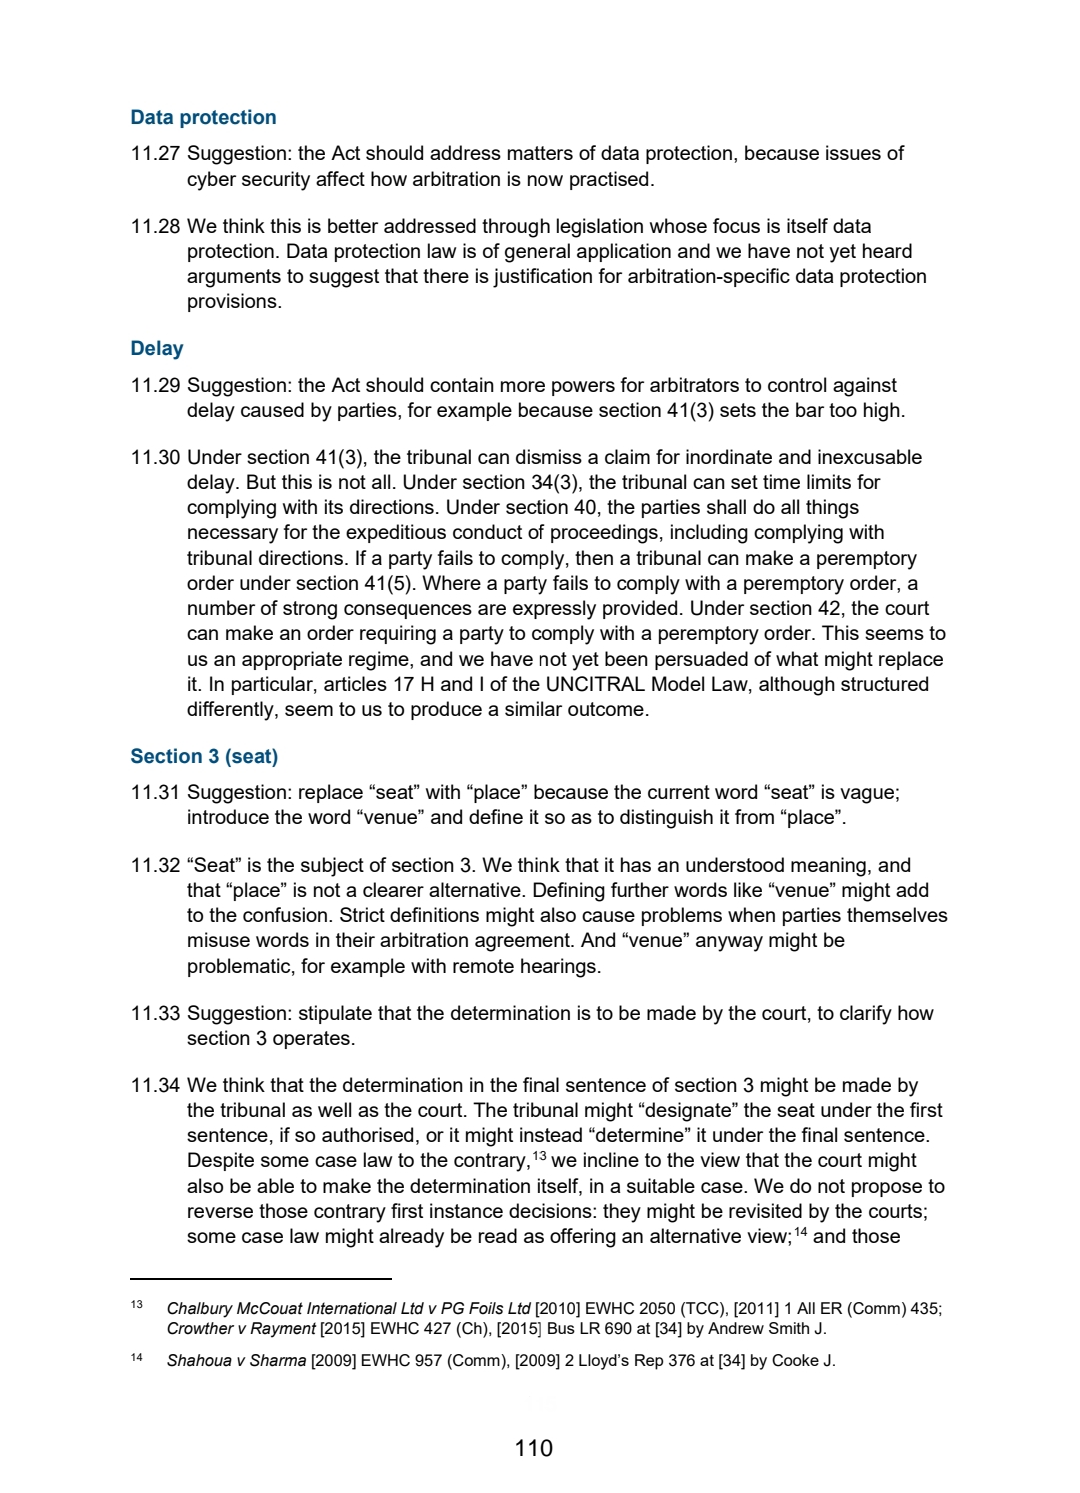 Data protection
11.27 Suggestion: the Act should address matters of data protection, because issues of
cyber security affect how arbitration is now practised.
11.28 We think this is better addressed through legislation whose focus is itself data
protection. Data protection law is of general application and we have not yet heard
arguments to suggest that there is justification for arbitration-specific data protection
provisions.
Delay
11.29 Suggestion: the Act should contain more powers for arbitrators to control against
delay caused by parties, for example because section 41(3) sets the bar too high.
11.30 Under section 41(3), the tribunal can dismiss a claim for inordinate and inexcusable
delay. But this is not all. Under section 34(3), the tribunal can set time limits for
complying with its directions. Under section 40, the parties shall do all things
necessary for the expeditious conduct of proceedings, including complying with
tribunal directions. If a party fails to comply, then a tribunal can make a peremptory
order under section 41(5). Where a party fails to comply with a peremptory order, a
number of strong consequences are expressly provided. Under section 42, the court
can make an order requiring a party to comply with a peremptory order. This seems to
us an appropriate regime, and we have not yet been persuaded of what might replace
it. In particular, articles 17 H and I of the UNCITRAL Model Law, although structured
differently, seem to us to produce a similar outcome.
Section 3 (seat)
11.31 Suggestion: replace “seat” with “place” because the current word “seat” is vague;
introduce the word “venue” and define it so as to distinguish it from “place”.
11.32 “Seat” is the subject of section 3. We think that it has an understood meaning, and
that “place” is not a clearer alternative. Defining further words like “venue” might add
to the confusion. Strict definitions might also cause problems when parties themselves
misuse words in their arbitration agreement. And “venue” anyway might be
problematic, for example with remote hearings.
11.33 Suggestion: stipulate that the determination is to be made by the court, to clarify how
section 3 operates.
11.34 We think that the determination in the final sentence of section 3 might be made by
the tribunal as well as the court. The tribunal might “designate” the seat under the first
sentence, if so authorised, or it might instead “determine” it under the final sentence.
Despite some case law to the contrary,13 we incline to the view that the court might
also be able to make the determination itself, in a suitable case. We do not propose to
reverse those contrary first instance decisions: they might be revisited by the courts;
some case law might already be read as offering an alternative view;14 and those
13 Chalbury McCouat International Ltd v PG Foils Ltd [2010] EWHC 2050 (TCC), [2011] 1 All ER (Comm) 435;
Crowther v Rayment [2015] EWHC 427 (Ch), [2015] Bus LR 690 at [34] by Andrew Smith J.
14 Shahoua v Sharma [2009] EWHC 957 (Comm), [2009] 2 Lloyd’s Rep 376 at [34] by Cooke J.
110